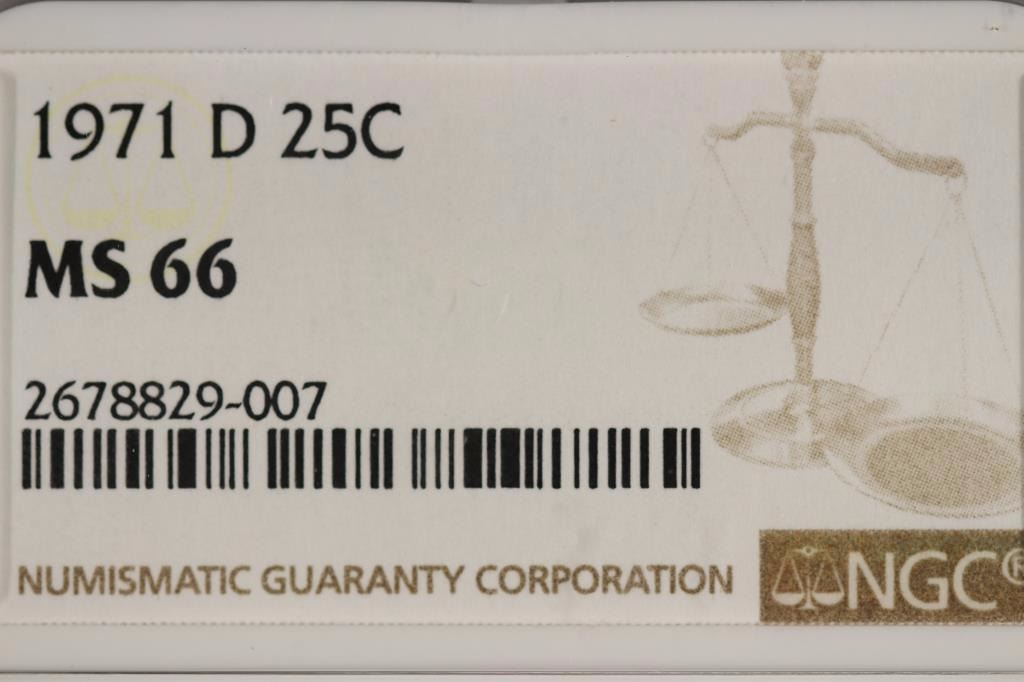 1971 D 25C
MS 66
2678829-007
NUMISMATIC GUARANTY CORPORATION
NGC®